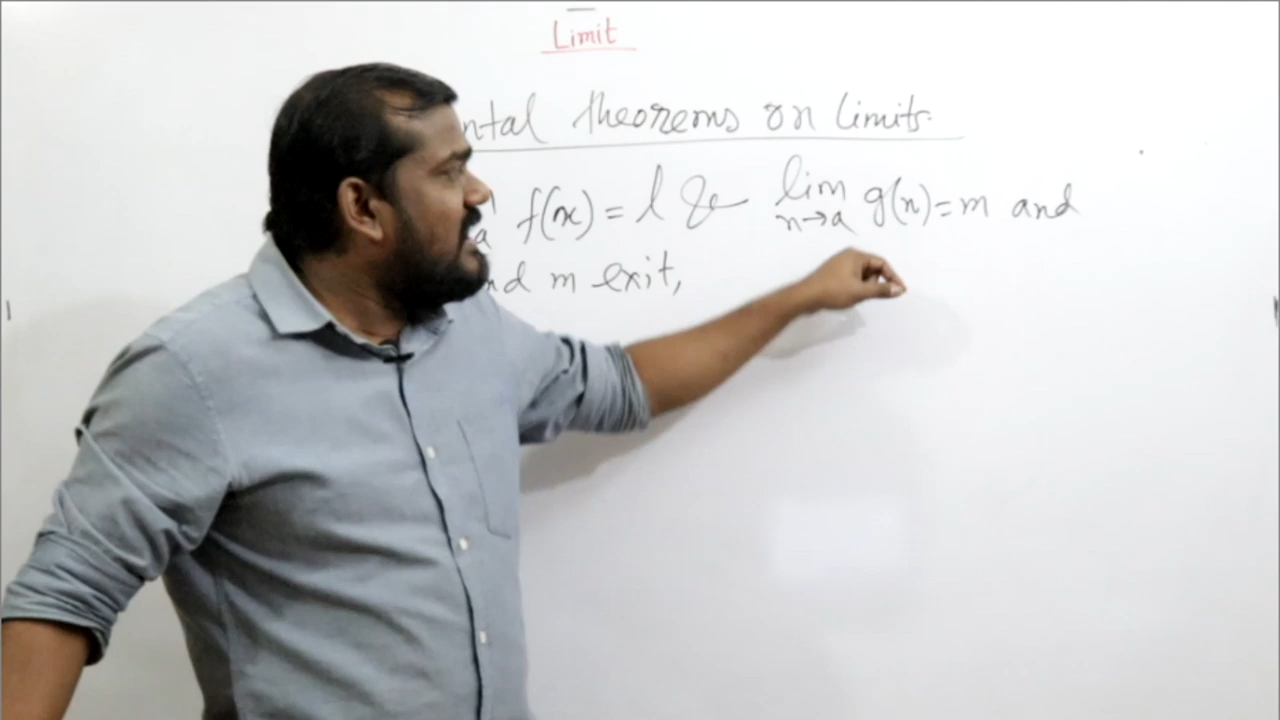 Limit
ntal theorems on Limits.
a f(x) = l & lim x→a g(x) = m and
nd m exit,